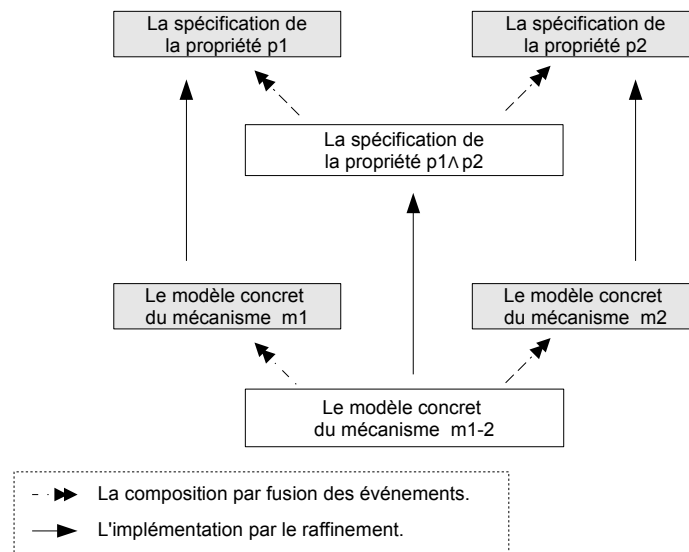 La spécification de
la propriété p1
La spécification de
la propriété p2
La spécification de
la propriété p1∧p2
Le modèle concret
du mécanisme m1
Le modèle concret
du mécanisme m2
Le modèle concret
du mécanisme m1-2
La composition par fusion des événements.
L'implémentation par le raffinement.